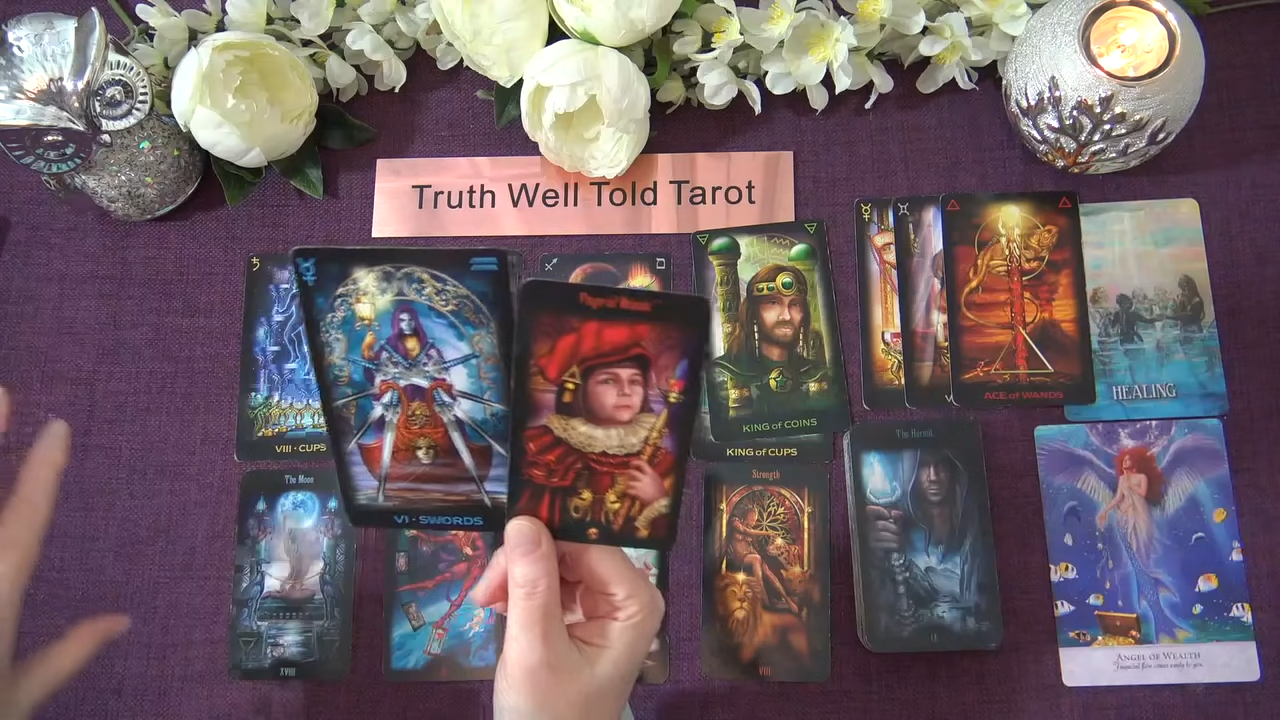 Truth Well Told Tarot
VIII · CUPS
VI · SWORDS
KING of COINS
KING of CUPS
ACE of WANDS
HEALING
The Moon
XVIII
Strength
VIII
The Hermit
IX
ANGEL OF WEALTH